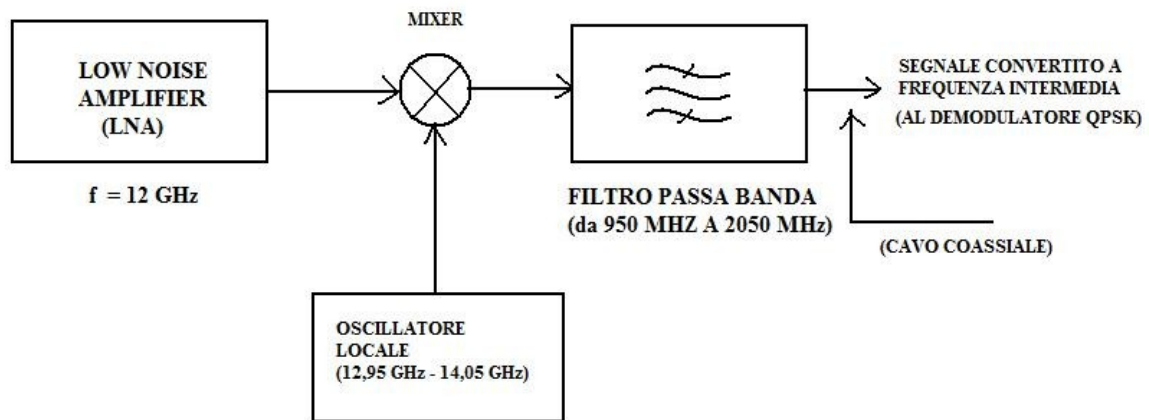 MIXER
LOW NOISE
AMPLIFIER
(LNA)
f = 12 GHz
FILTRO PASSA BANDA
(da 950 MHZ A 2050 MHz)
SEGNALE CONVERTITO A
FREQUENZA INTERMEDIA
(AL DEMODULATORE QPSK)
(CAVO COASSIALE)
OSCILLATORE
LOCALE
(12,95 GHz - 14,05 GHz)